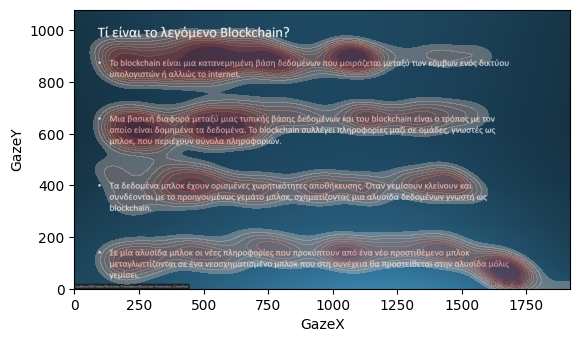 Τί είναι το λεγόμενο Blockchain?
• Το blockchain είναι μια κατανεμημένη βάση δεδομένων που μοιράζεται μεταξύ των κόμβων ενός δικτύου
υπολογιστών ή αλλιώς το internet.
• Μια βασική διαφορά μεταξύ μιας τυπικής βάσης δεδομένων και του blockchain είναι ο τρόπος με τον
οποίο είναι δομημένα τα δεδομένα. Το blockchain συλλέγει πληροφορίες μαζί σε ομάδες, γνωστές ως
μπλοκ, που περιέχουν σύνολα πληροφοριών.
• Τα δεδομένα μπλοκ έχουν ορισμένες χωρητικότητες αποθήκευσης. Όταν γεμίσουν κλείνουν και
συνδέονται με το προηγουμένως γεμάτο μπλοκ, σχηματίζοντας μια αλυσίδα δεδομένων γνωστή ως
blockchain.
• Σε μία αλυσίδα μπλοκ οι νέες πληροφορίες που προκύπτουν από ένα νέο προστιθέμενο μπλοκ
μεταγλωττίζονται σε ένα νεοσχηματισμένο μπλοκ που στη συνέχεια θα προστείθεται στην αλυσίδα μόλις
γεμίσει.
GazeY
1000
800
600
400
200
0
0 250 500 750 1000 1250 1500 1750
GazeX